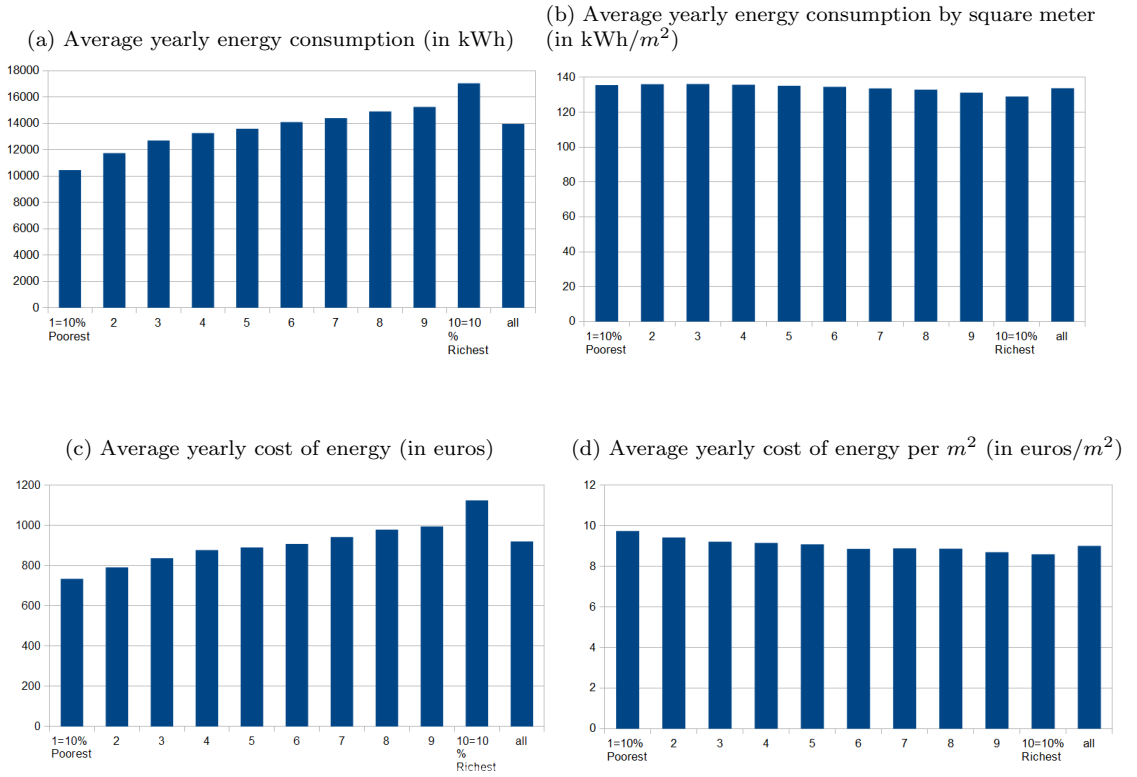 (a) Average yearly energy consumption (in kWh)
18000
16000
14000
12000
10000
8000
6000
4000
2000
0
1=10% 2 3 4 5 6 7 8 9 10=10 all
Poorest %
Richest
(b) Average yearly energy consumption by square meter
(in kWh/m²)
140
120
100
80
60
40
20
0
1=10% 2 3 4 5 6 7 8 9 10=10% all
Poorest Richest
(c) Average yearly cost of energy (in euros)
1200
1000
800
600
400
200
0
1=10% 2 3 4 5 6 7 8 9 10=10 all
Poorest %
Richest
(d) Average yearly cost of energy per m² (in euros/m²)
12
10
8
6
4
2
0
1=10% 2 3 4 5 6 7 8 9 10=10% all
Poorest Richest